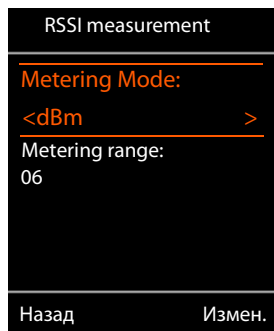 RSSI measurement
Metering Mode:
<dBm >
Metering range:
06
Назад Измен.